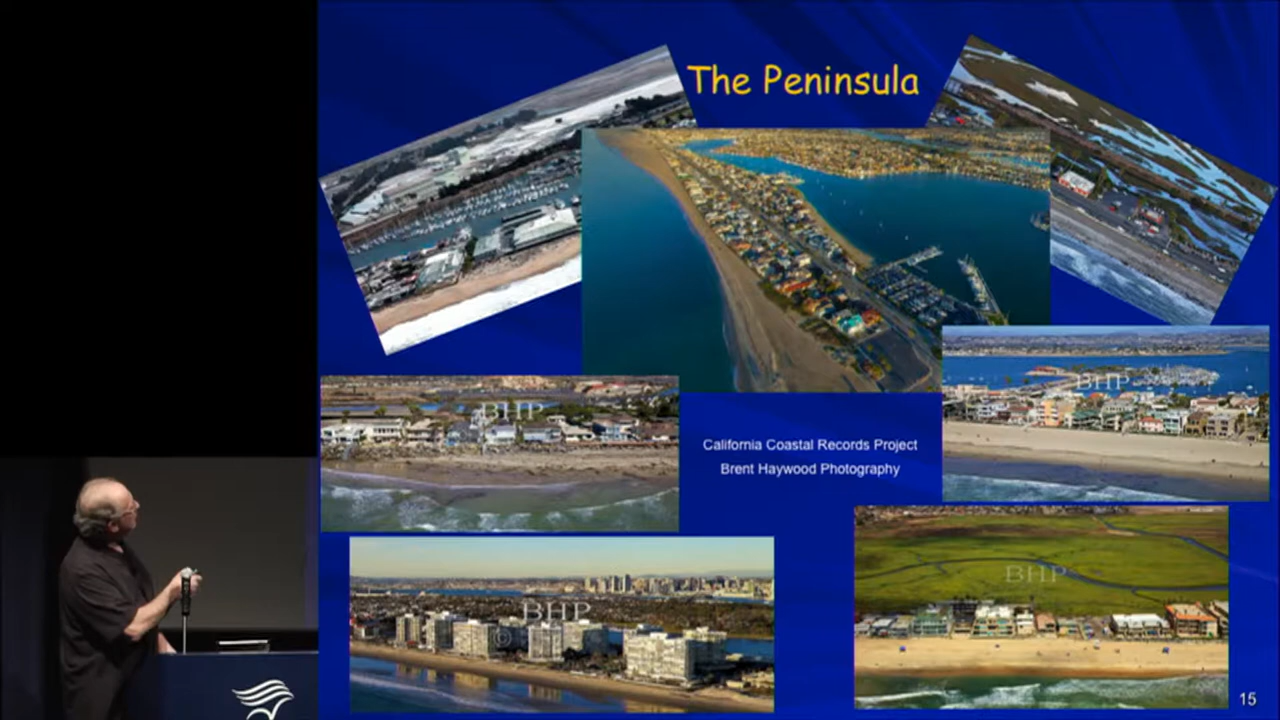 The Peninsula
BHP
BHP
California Coastal Records Project
Brent Haywood Photography
BHP
BHP
©
15